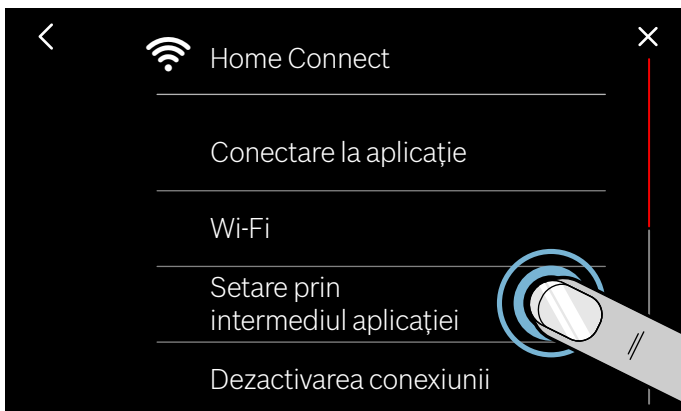 Home Connect
Conectare la aplicație
Wi-Fi
Setare prin
intermediul aplicației
Dezactivarea conexiunii